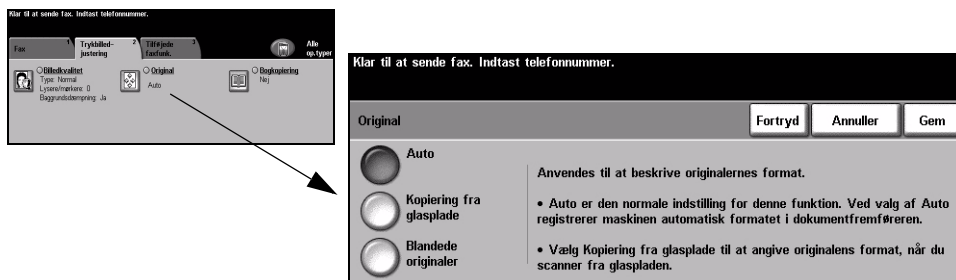 Klar til at sende fax. Indtast telefonnummer.
Fax
1
Trykbilled-
justering
2
Tilføjede
faxfunk.
3
Alle
op.typer
Billedkvalitet
Type: Normal
Lysere/mørkere: 0
Baggrundsdæmpning: Ja
Original
Auto
Bogkopiering
Nej
Klar til at sende fax. Indtast telefonnummer.
Original
Fortryd
Annuller
Gem
Auto
Kopiering fra
glasplade
Blandede
originaler
Anvendes til at beskrive originalernes format.
• Auto er den normale indstilling for denne funktion. Ved valg af Auto
registrerer maskinen automatisk formatet i dokumentfremføreren.
• Vælg Kopiering fra glasplade til at angive originalens format, når du
scanner fra glaspladen.